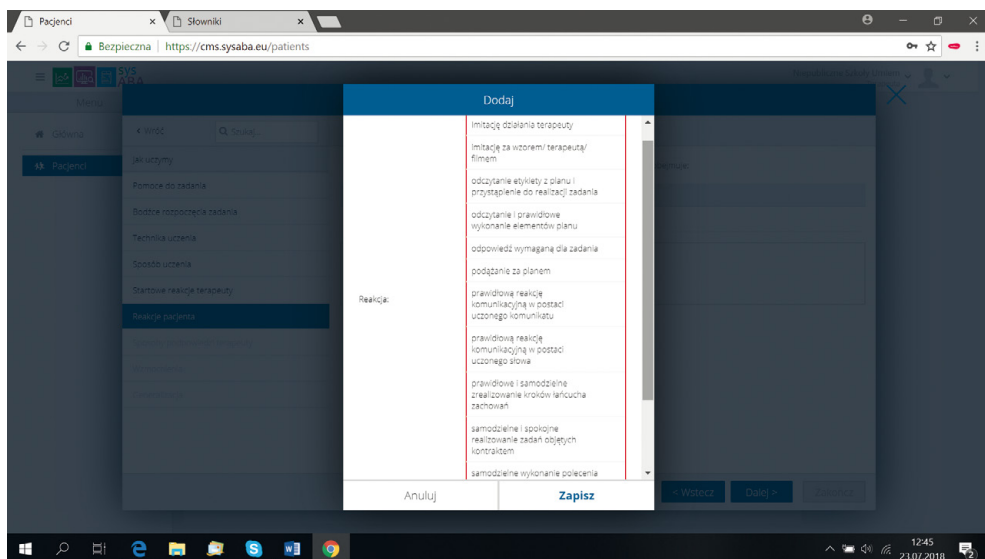 Pacjenci
Słowniki
Bezpieczna | https://cms.sysaba.eu/patients
SYS
ABA
Menu
Dodaj
Główna
Wróć
Szukaj...
Pacjenci
Jak uczymy
Pomoce do zadania
Bodźce rozpoczęcia zadania
Technika uczenia
Sposób uczenia
Startowe reakcje terapeuty
Reakcje pacjenta
Reakcja:
imitację działania terapeuty
imitację za wzorem/ terapeutą/
filmem
odczytanie etykiety z planu i
przystąpienie do realizacji zadania
odczytanie i prawidłowe
wykonanie elementów planu
odpowiedź wymaganą dla zadania
podążanie za planem
prawidłową reakcję
komunikacyjną w postaci
uczonego komunikatu
prawidłową reakcję
komunikacyjną w postaci
uczonego słowa
prawidłowe i samodzielne
zrealizowanie kroków łańcucha
zachowań
samodzielne i spokojne
realizowanie zadań objętych
kontraktem
samodzielne wykonanie polecenia
Anuluj
Zapisz
< Wstecz
Dalej >
12:45
23.07.2018